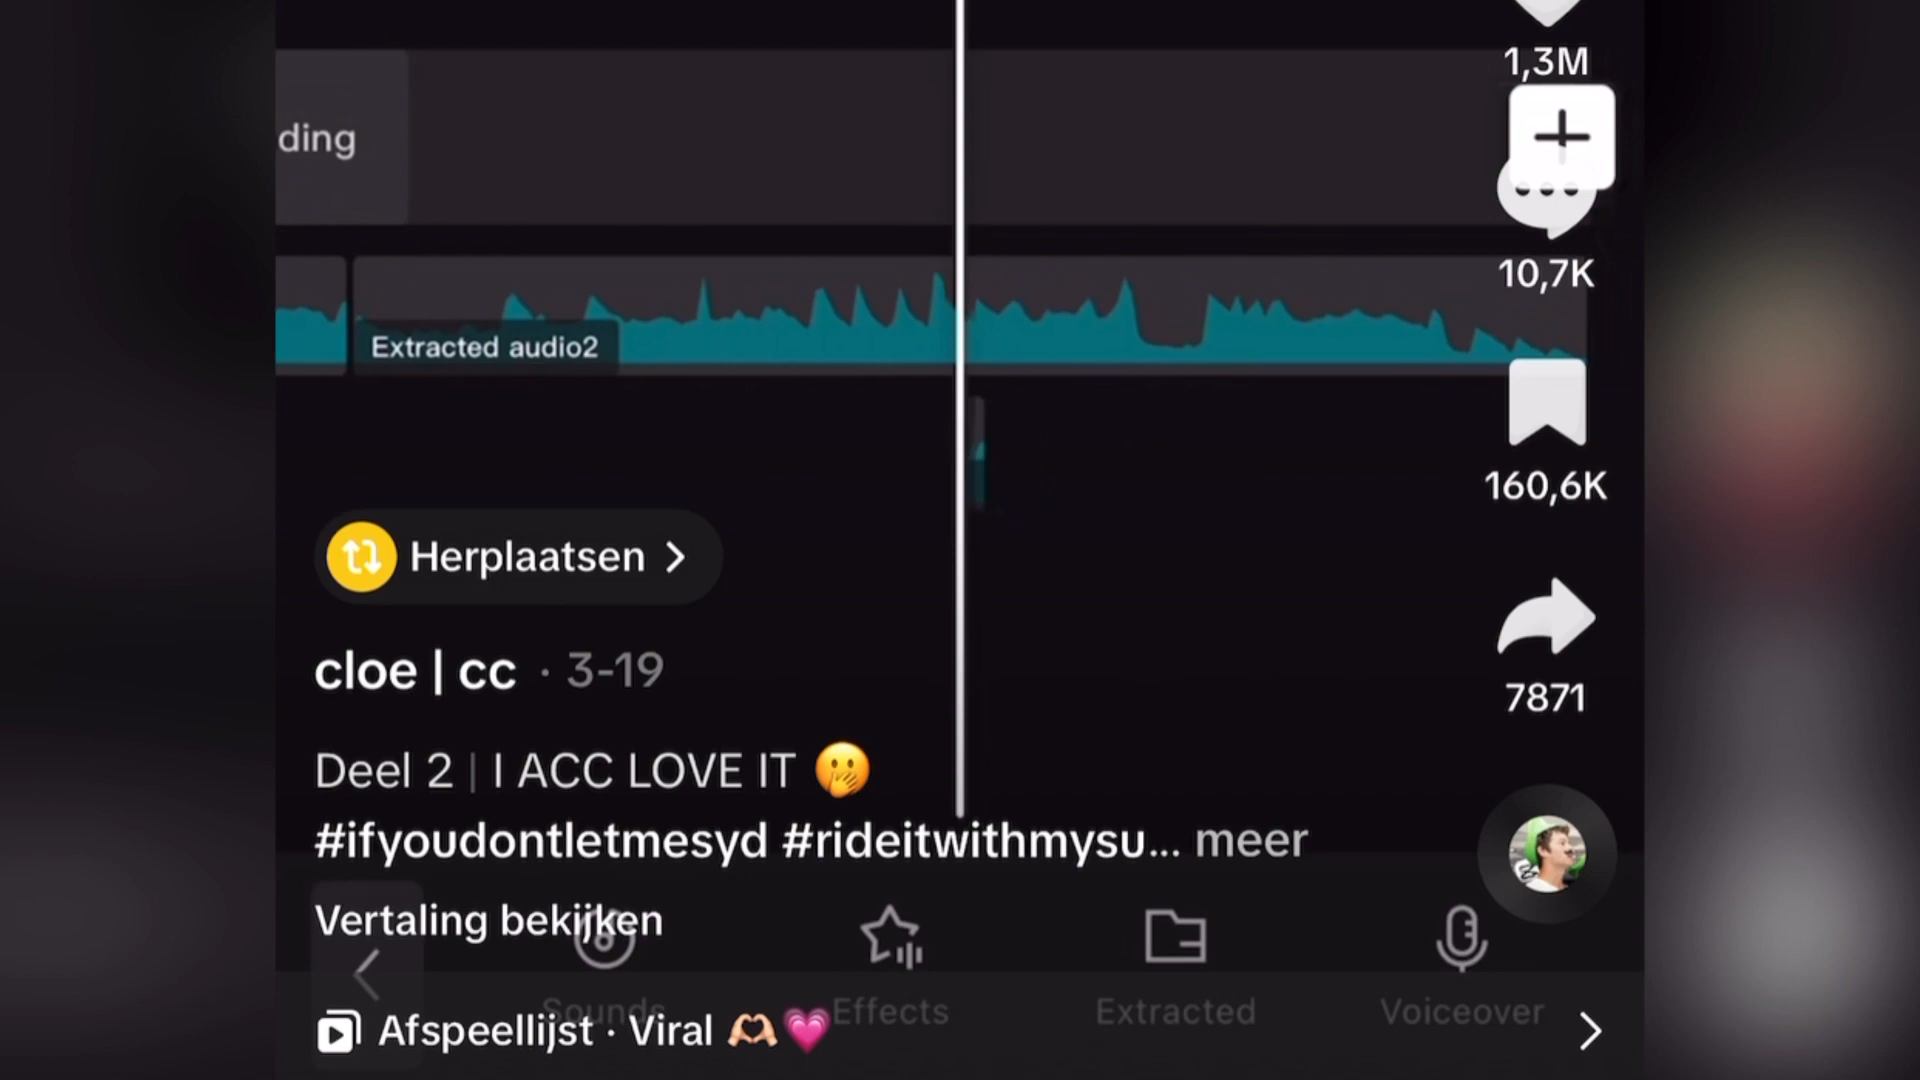 1,3M
ding
10,7K
Extracted audio2
160,6K
Herplaatsen
7871
cloe | cc · 3-19
Deel 2 | I ACC LOVE IT 🫢
#ifyoudontletmesyd #rideitwithmysu... meer
Vertaling bekijken
Sounds Effects Extracted Voiceover
Afspeellijst · Viral 🫶🏻💗